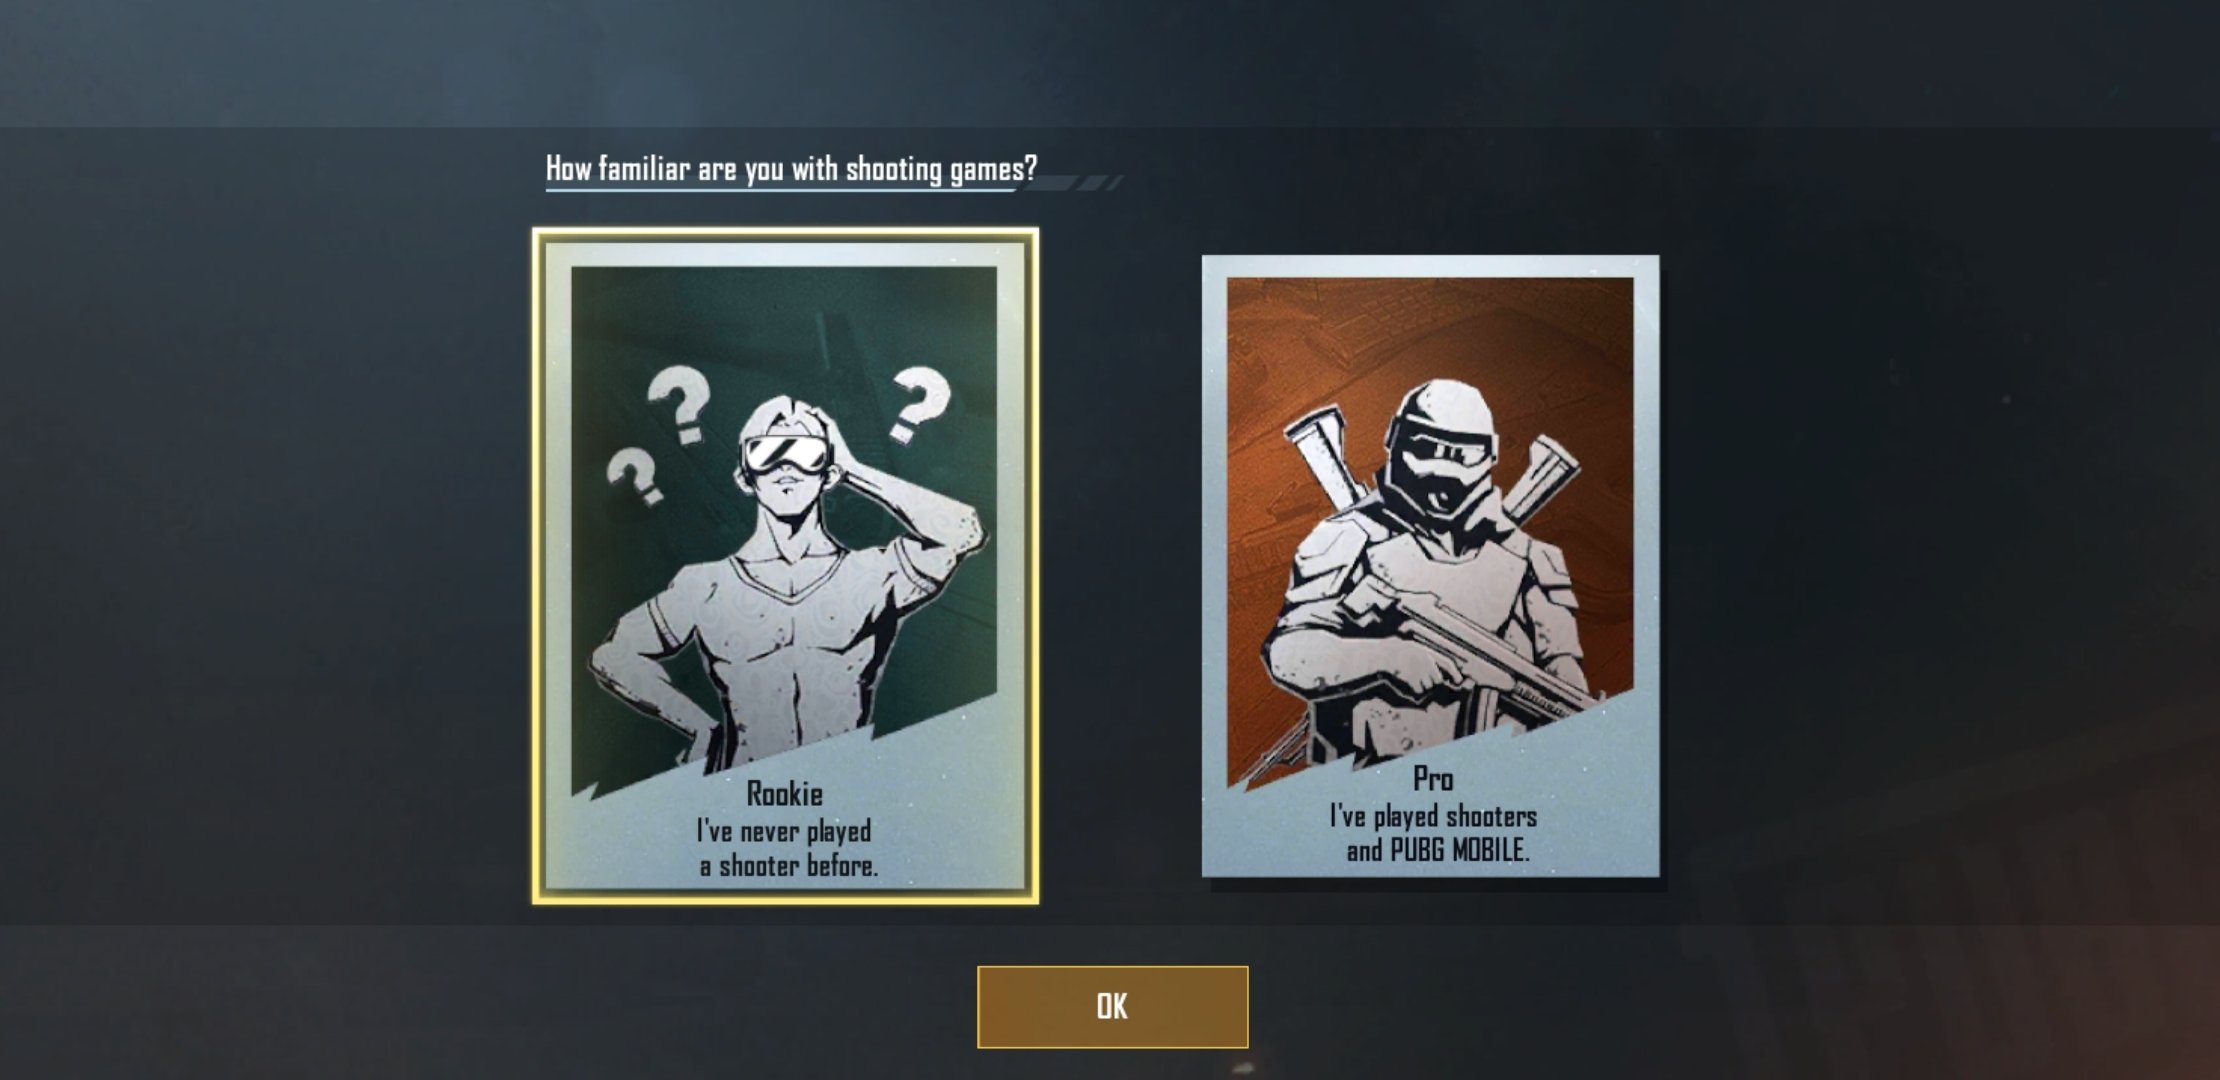 How familiar are you with shooting games?
Rookie
I've never played
a shooter before.
Pro
I've played shooters
and PUBG MOBILE.
OK